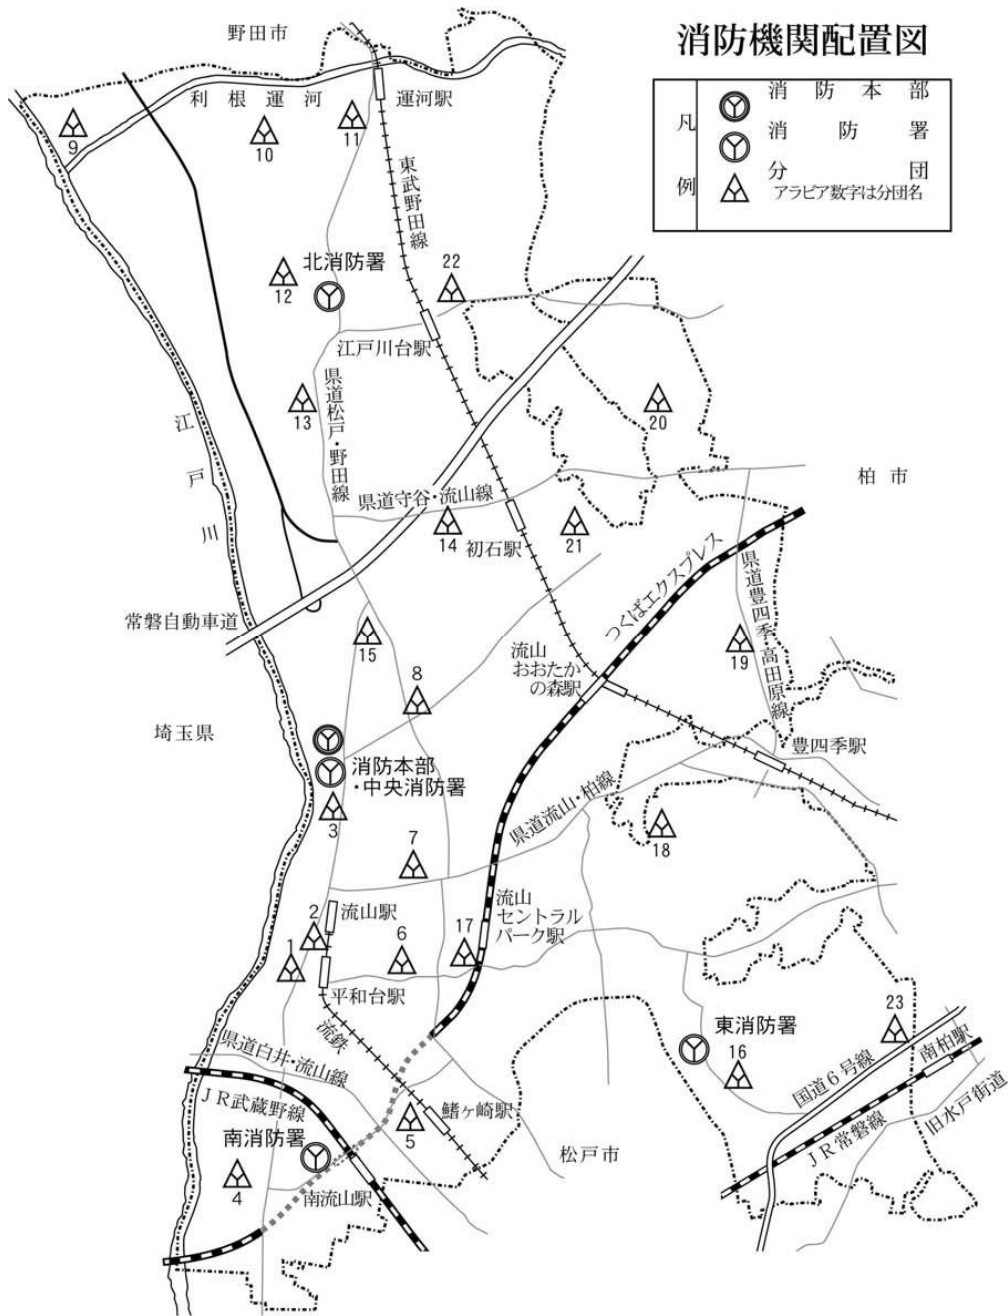 消防機関配置図
凡例
消防本部
消防署
分団
アラビア数字は分団名
野田市
利根運河
運河駅
9
10
11
東武野田線
北消防署
12
22
江戸川台駅
県道松戸・野田線
13
20
江戸川
柏市
県道守谷・流山線
14
初石駅
21
つくばエクスプレス
県道豊四季・高田原線
常磐自動車道
15
流山
おおたか
の森駅
19
8
埼玉県
豊四季駅
消防本部
・中央消防署
3
県道流山・柏線
18
7
流山
セントラル
パーク駅
流山駅
2
17
1
6
平和台駅
流鉄
東消防署
23
16
国道6号線
南柏駅
県道白井・流山線
JR武蔵野線
鰭ヶ崎駅
5
JR常磐線
旧水戸街道
南消防署
松戸市
4
南流山駅